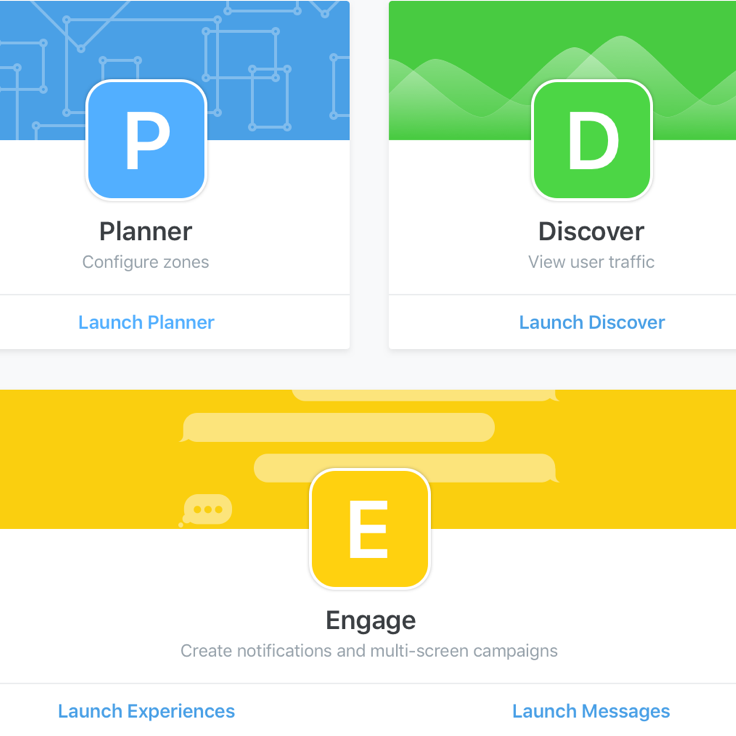 P
Planner
Configure zones
Launch Planner
D
Discover
View user traffic
Launch Discover
E
Engage
Create notifications and multi-screen campaigns
Launch Experiences
Launch Messages